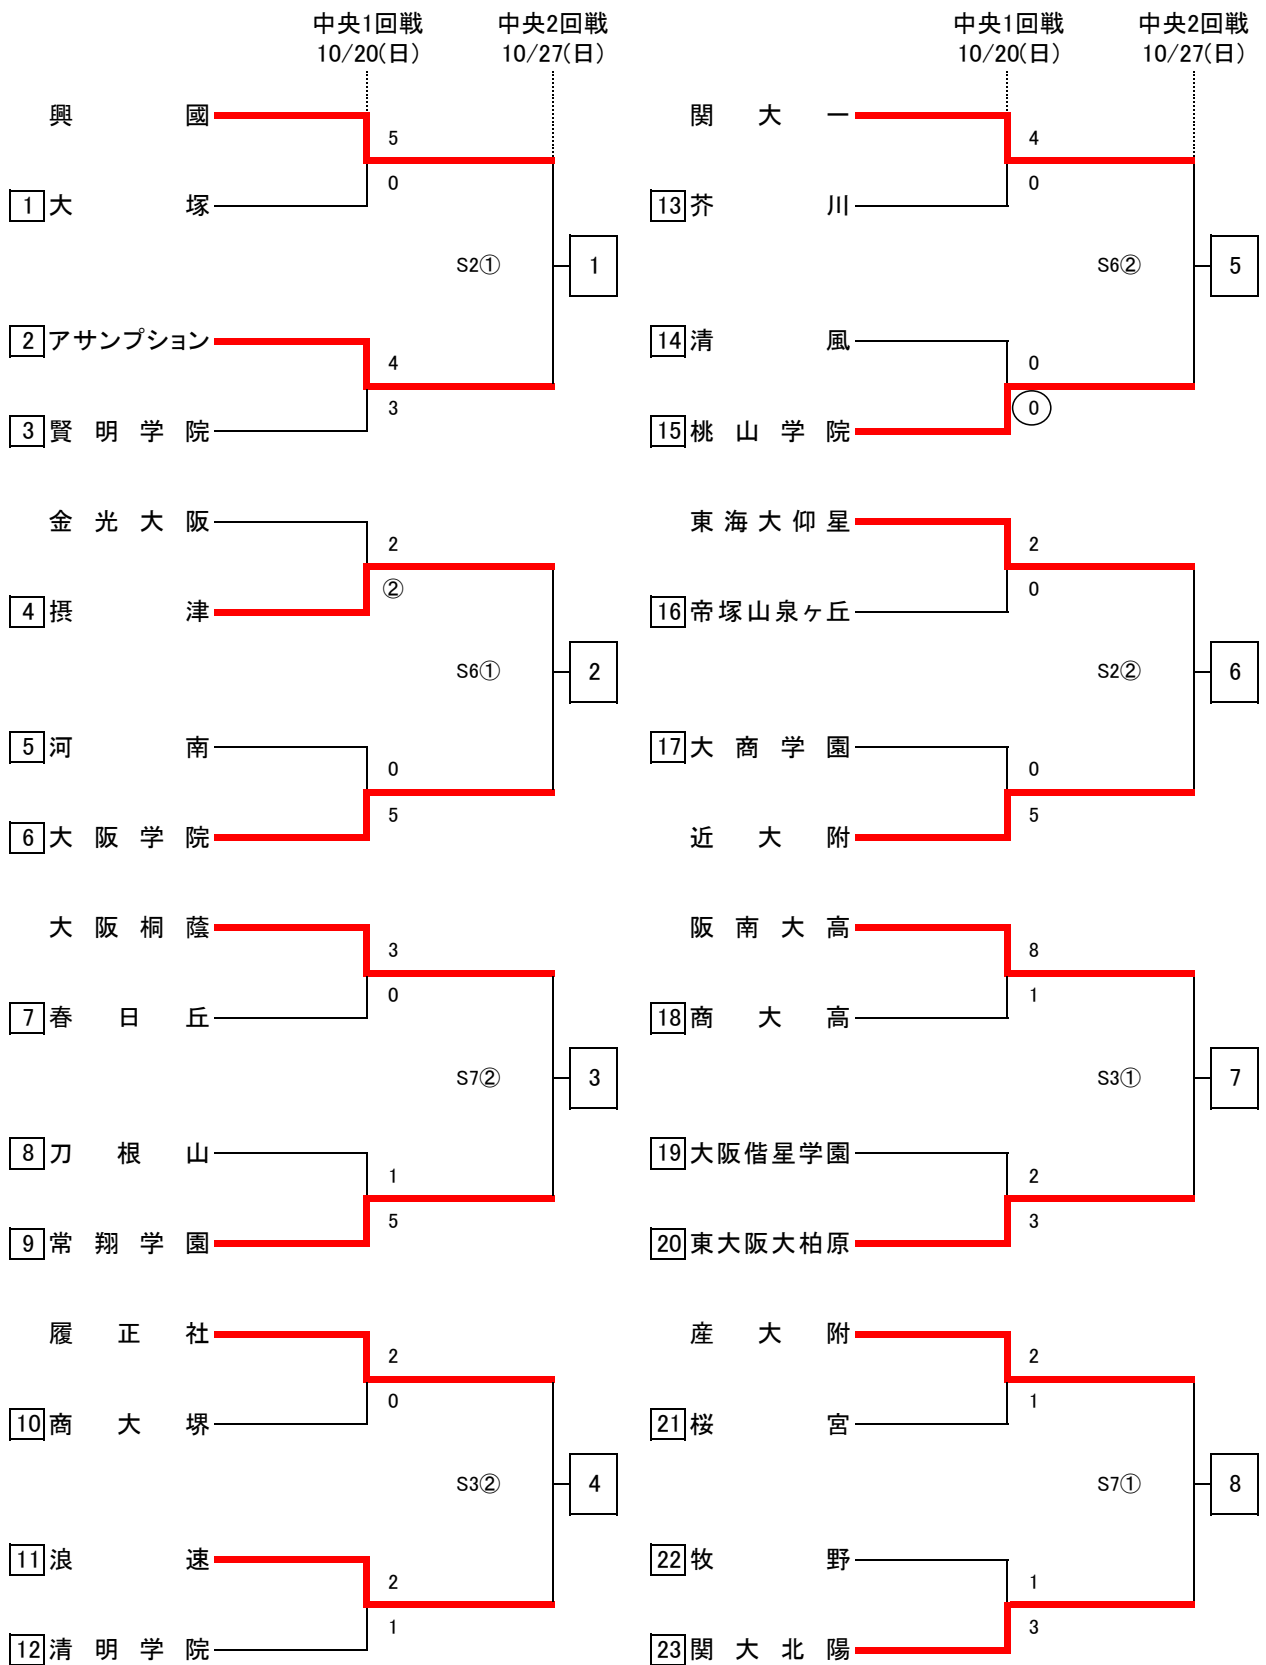 中央1回戦
10/20(日)
中央2回戦
10/27(日)
興國
5
0
1 大塚
S2①
1
2 アサンプション
4
3
3 賢明学院
金光大阪
2
②
4 摂津
S6①
2
5 河南
0
5
6 大阪学院
大阪桐蔭
3
0
7 春日丘
S7②
3
8 刀根山
1
5
9 常翔学園
履正社
2
0
10 商大堺
S3②
4
11 浪速
2
1
12 清明学院
中央1回戦
10/20(日)
中央2回戦
10/27(日)
関大一
4
0
13 芥川
S6②
5
14 清風
0
⓪
15 桃山学院
東海大仰星
2
0
16 帝塚山泉ヶ丘
S2②
6
17 大商学園
0
5
近大附
阪南大高
8
1
18 商大高
S3①
7
19 大阪偕星学園
2
3
20 東大阪大柏原
産大附
2
1
21 桜宮
S7①
8
22 牧野
1
3
23 関大北陽